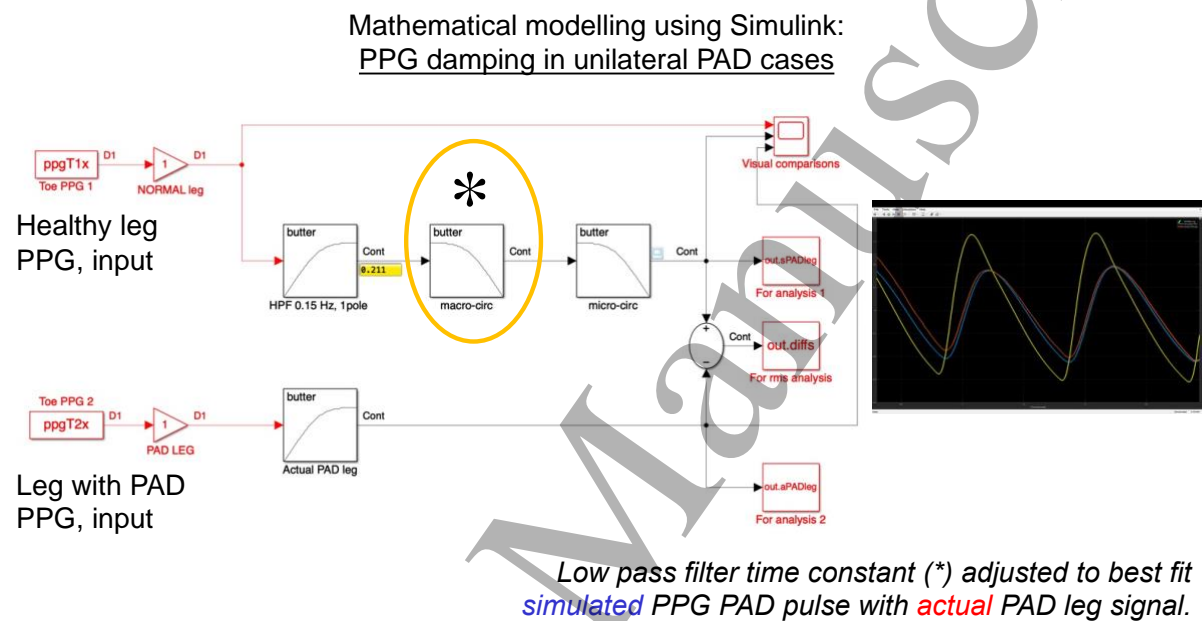 Mathematical modelling using Simulink:
PPG damping in unilateral PAD cases
ppgT1x
D1
1
D1
Toe PPG 1
NORMAL leg
Visual comparisons
Healthy leg
PPG, input
butter
Cont
0.211
HPF 0.15 Hz, 1pole
*
butter
Cont
macro-circ
butter
Cont
micro-circ
out.sPADleg
For analysis 1
+
−
Cont
out.diffs
For rms analysis
Toe PPG 2
ppgT2x
D1
1
D1
PAD LEG
butter
Cont
Actual PAD leg
Leg with PAD
PPG, input
out.aPADleg
For analysis 2
Low pass filter time constant (*) adjusted to best fit
simulated PPG PAD pulse with actual PAD leg signal.